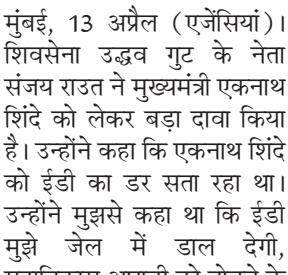 मुंबई, 13 अप्रैल (एजेंसियां)।
शिवसेना उद्धव गुट के नेता
संजय राउत ने मुख्यमंत्री एकनाथ
शिंदे को लेकर बड़ा दावा किया
है। उन्होंने कहा कि एकनाथ शिंदे
को ईडी का डर सता रहा था।
उन्होंने मुझसे कहा था कि ईडी
मुझे जेल में डाल देगी,